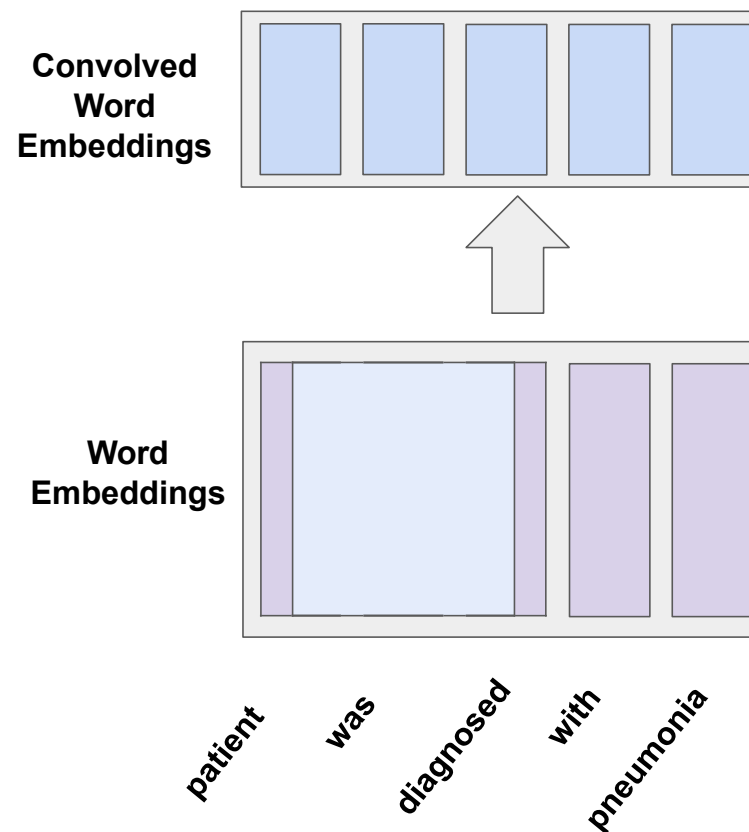 Convolved
Word
Embeddings
Word
Embeddings
patient
was
diagnosed
with
pneumonia